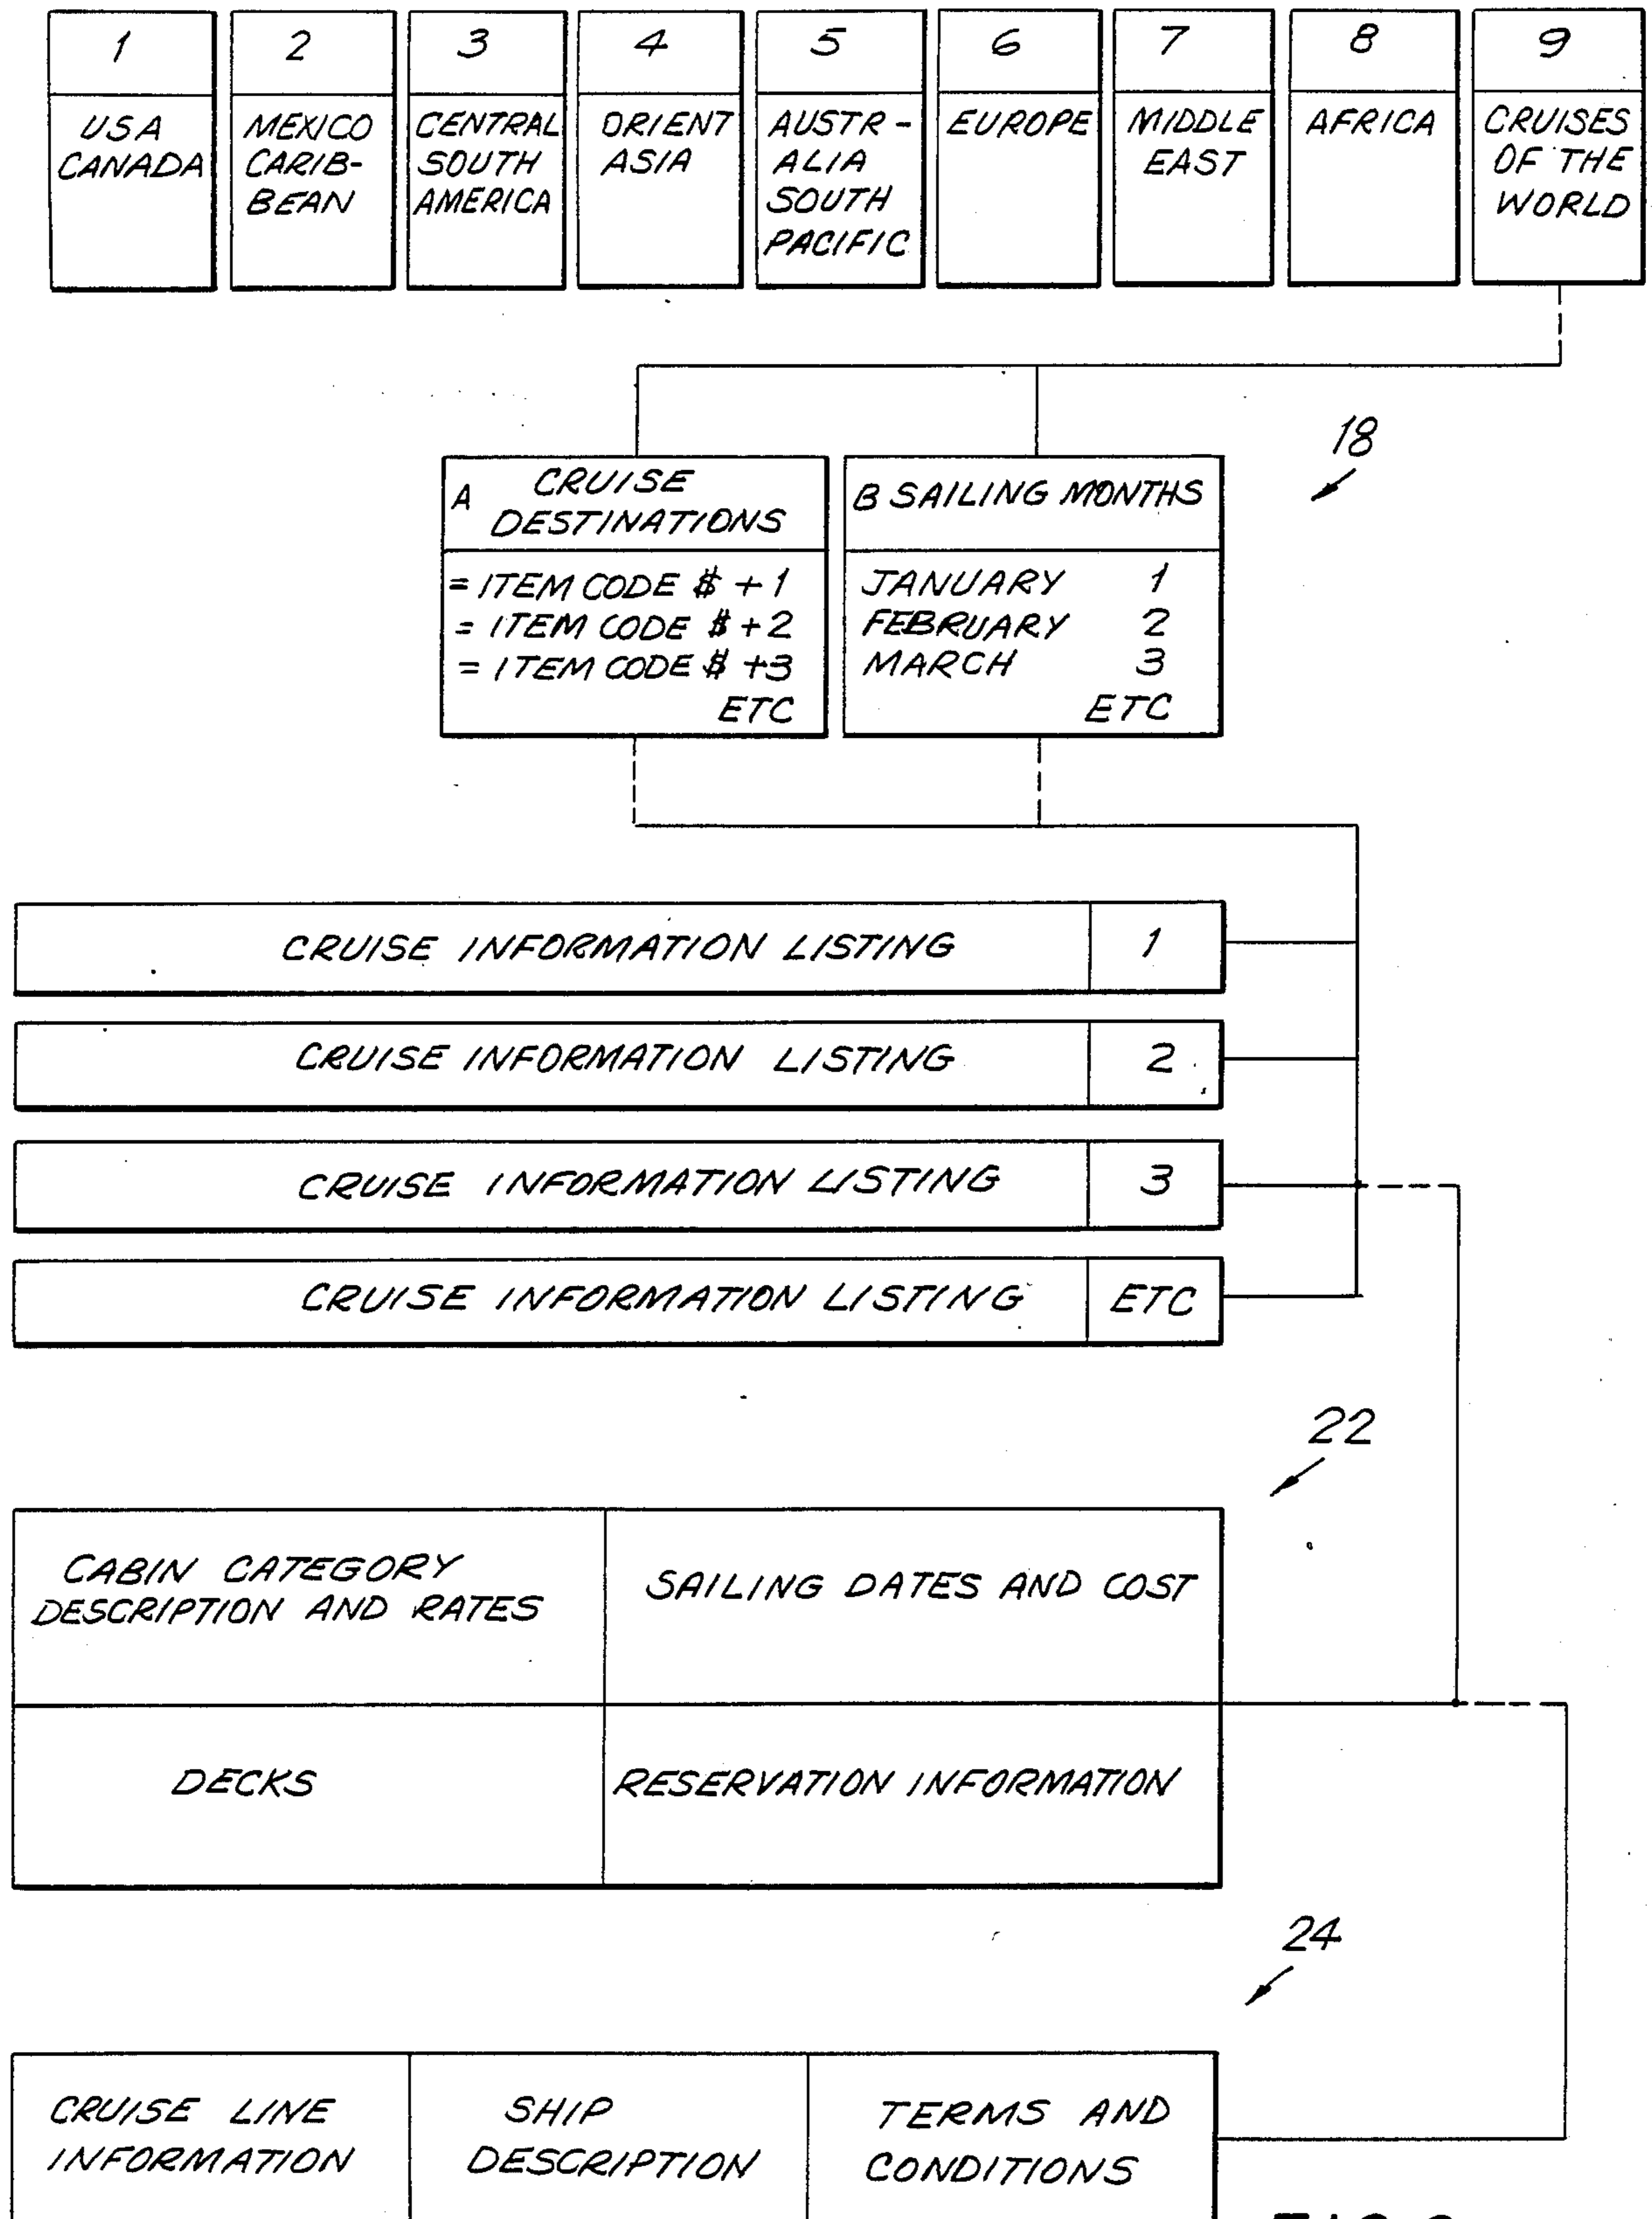 1 2 3 4 5 6 7 8 9
USA
CANADA
MEXICO
CARIB-
BEAN
CENTRAL
SOUTH
AMERICA
ORIENT
ASIA
AUSTR-
ALIA
SOUTH
PACIFIC
EUROPE
MIDDLE
EAST
AFRICA
CRUISES
OF THE
WORLD
18
A CRUISE
DESTINATIONS
= ITEM CODE $ + 1
= ITEM CODE $ + 2
= ITEM CODE $ + 3
ETC
B SAILING MONTHS
JANUARY 1
FEBRUARY 2
MARCH 3
ETC
CRUISE INFORMATION LISTING 1
CRUISE INFORMATION LISTING 2
CRUISE INFORMATION LISTING 3
CRUISE INFORMATION LISTING ETC
22
CABIN CATEGORY
DESCRIPTION AND RATES
SAILING DATES AND COST
DECKS
RESERVATION INFORMATION
24
CRUISE LINE
INFORMATION
SHIP
DESCRIPTION
TERMS AND
CONDITIONS